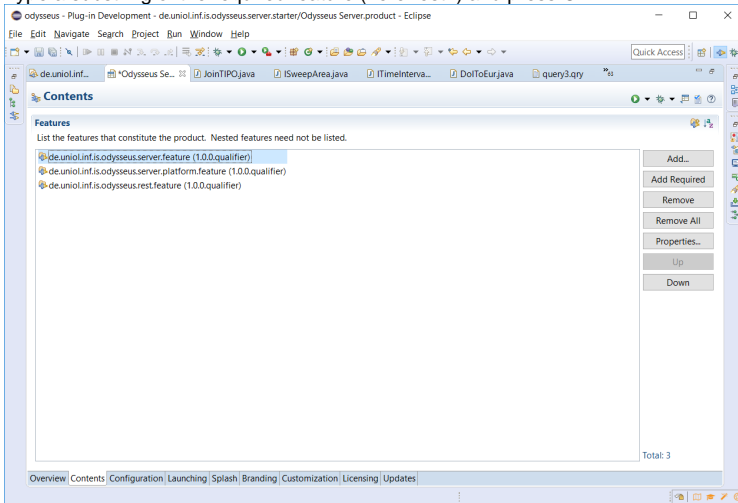 odysseus - Plug-in Development - de.uniol.inf.is.odysseus.server.starter/Odysseus Server.product - Eclipse
File Edit Navigate Search Project Run Window Help
Quick Access
de.uniol.inf... *Odysseus Se... JoinTIPO.java ISweepArea.java ITimeInterva... DolToEur.java query3.qry
Contents
Features
List the features that constitute the product. Nested features need not be listed.
de.uniol.inf.is.odysseus.server.feature (1.0.0.qualifier)
de.uniol.inf.is.odysseus.server.platform.feature (1.0.0.qualifier)
de.uniol.inf.is.odysseus.rest.feature (1.0.0.qualifier)
Add...
Add Required
Remove
Remove All
Properties...
Up
Down
Total: 3
Overview Contents Configuration Launching Splash Branding Customization Licensing Updates